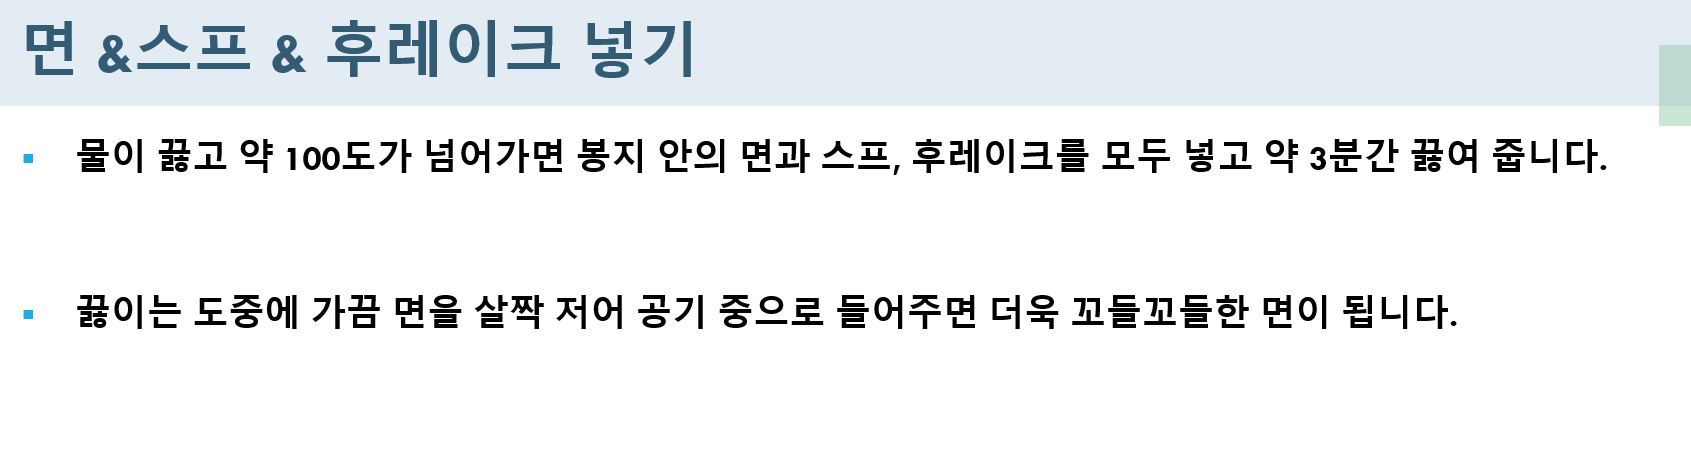 면 &스프 & 후레이크 넣기
▪ 물이 끓고 약 100도가 넘어가면 봉지 안의 면과 스프, 후레이크를 모두 넣고 약 3분간 끓여 줍니다.
▪ 끓이는 도중에 가끔 면을 살짝 저어 공기 중으로 들어주면 더욱 꼬들꼬들한 면이 됩니다.